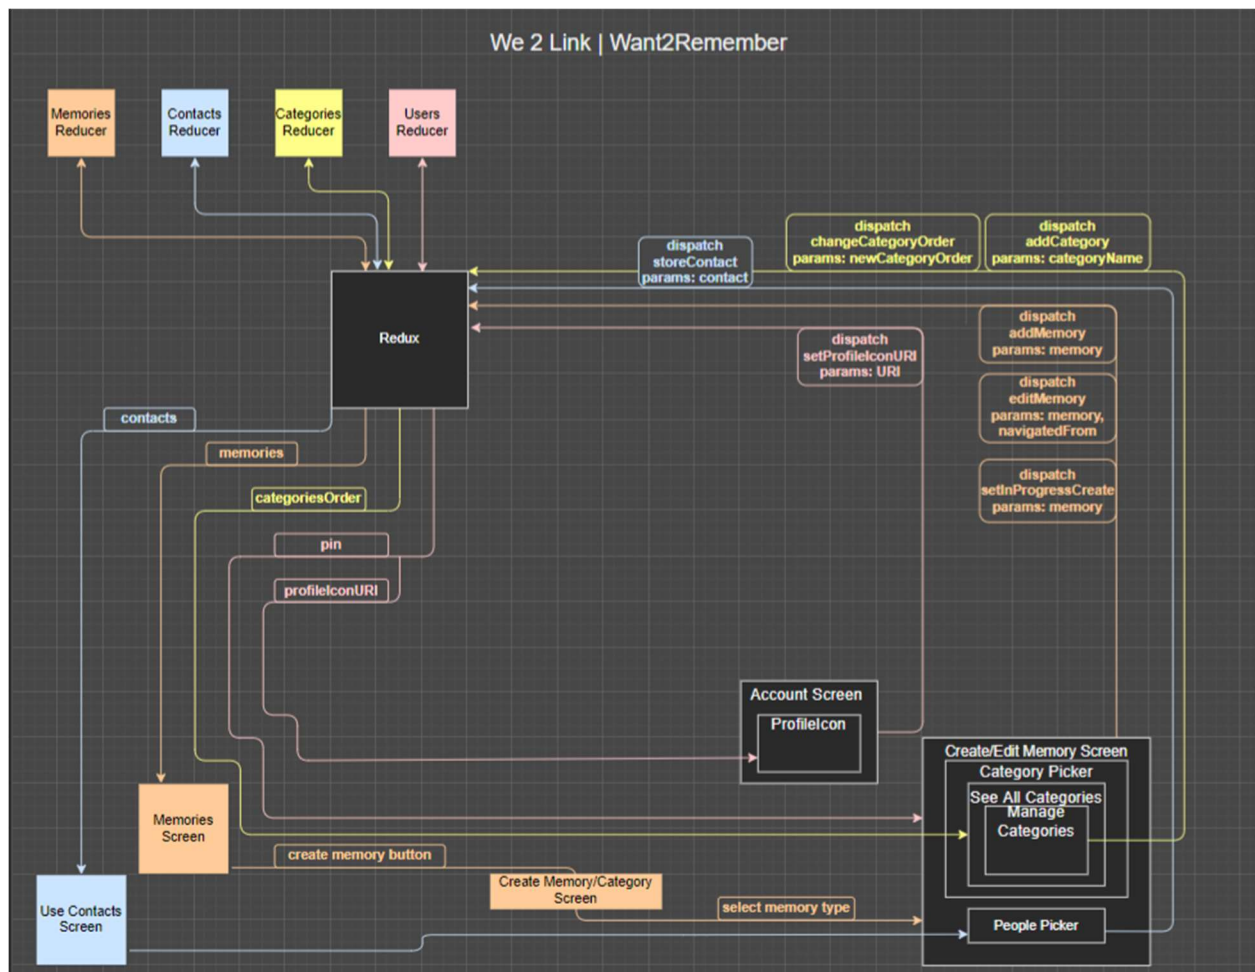 We 2 Link | Want2Remember
Memories
Reducer
Contacts
Reducer
Categories
Reducer
Users
Reducer
dispatch
storeContact
params: contact
dispatch
changeCategoryOrder
params: newCategoryOrder
dispatch
addCategory
params: categoryName
Redux
dispatch
setProfileIconURI
params: URI
dispatch
addMemory
params: memory
dispatch
editMemory
params: memory,
navigatedFrom
dispatch
setInProgressCreate
params: memory
contacts
memories
categoriesOrder
pin
profileIconURI
Account Screen
ProfileIcon
Create/Edit Memory Screen
Category Picker
See All Categories
Manage
Categories
People Picker
Memories
Screen
create memory button
Create Memory/Category
Screen
select memory type
Use Contacts
Screen